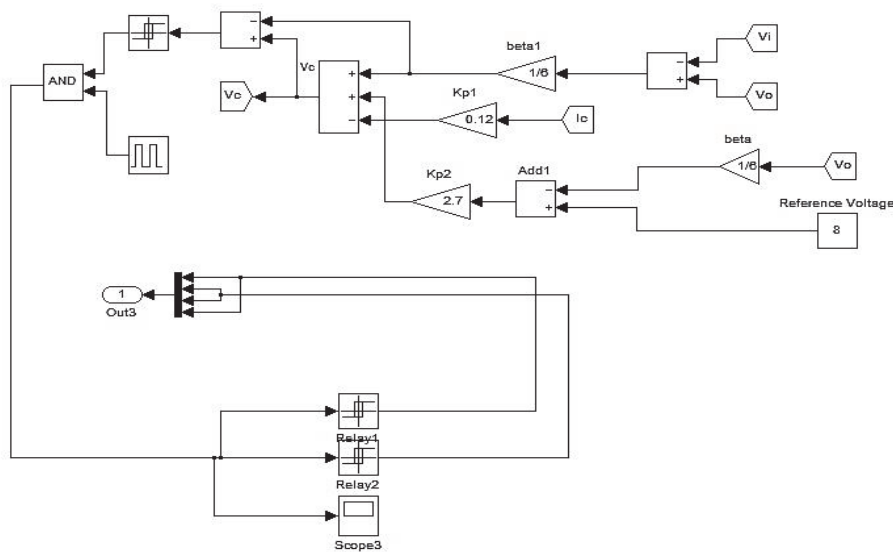 Vi
beta1
−
−
+
Vc
1/6
−
+
+
Vo
AND
Vc
+
Kp1
−
0.12
Ic
beta
Kp2
Add1
1/6
Vo
−
2.7
+
Reference Voltage
8
1
Out3
Relay1
Relay2
Scope3